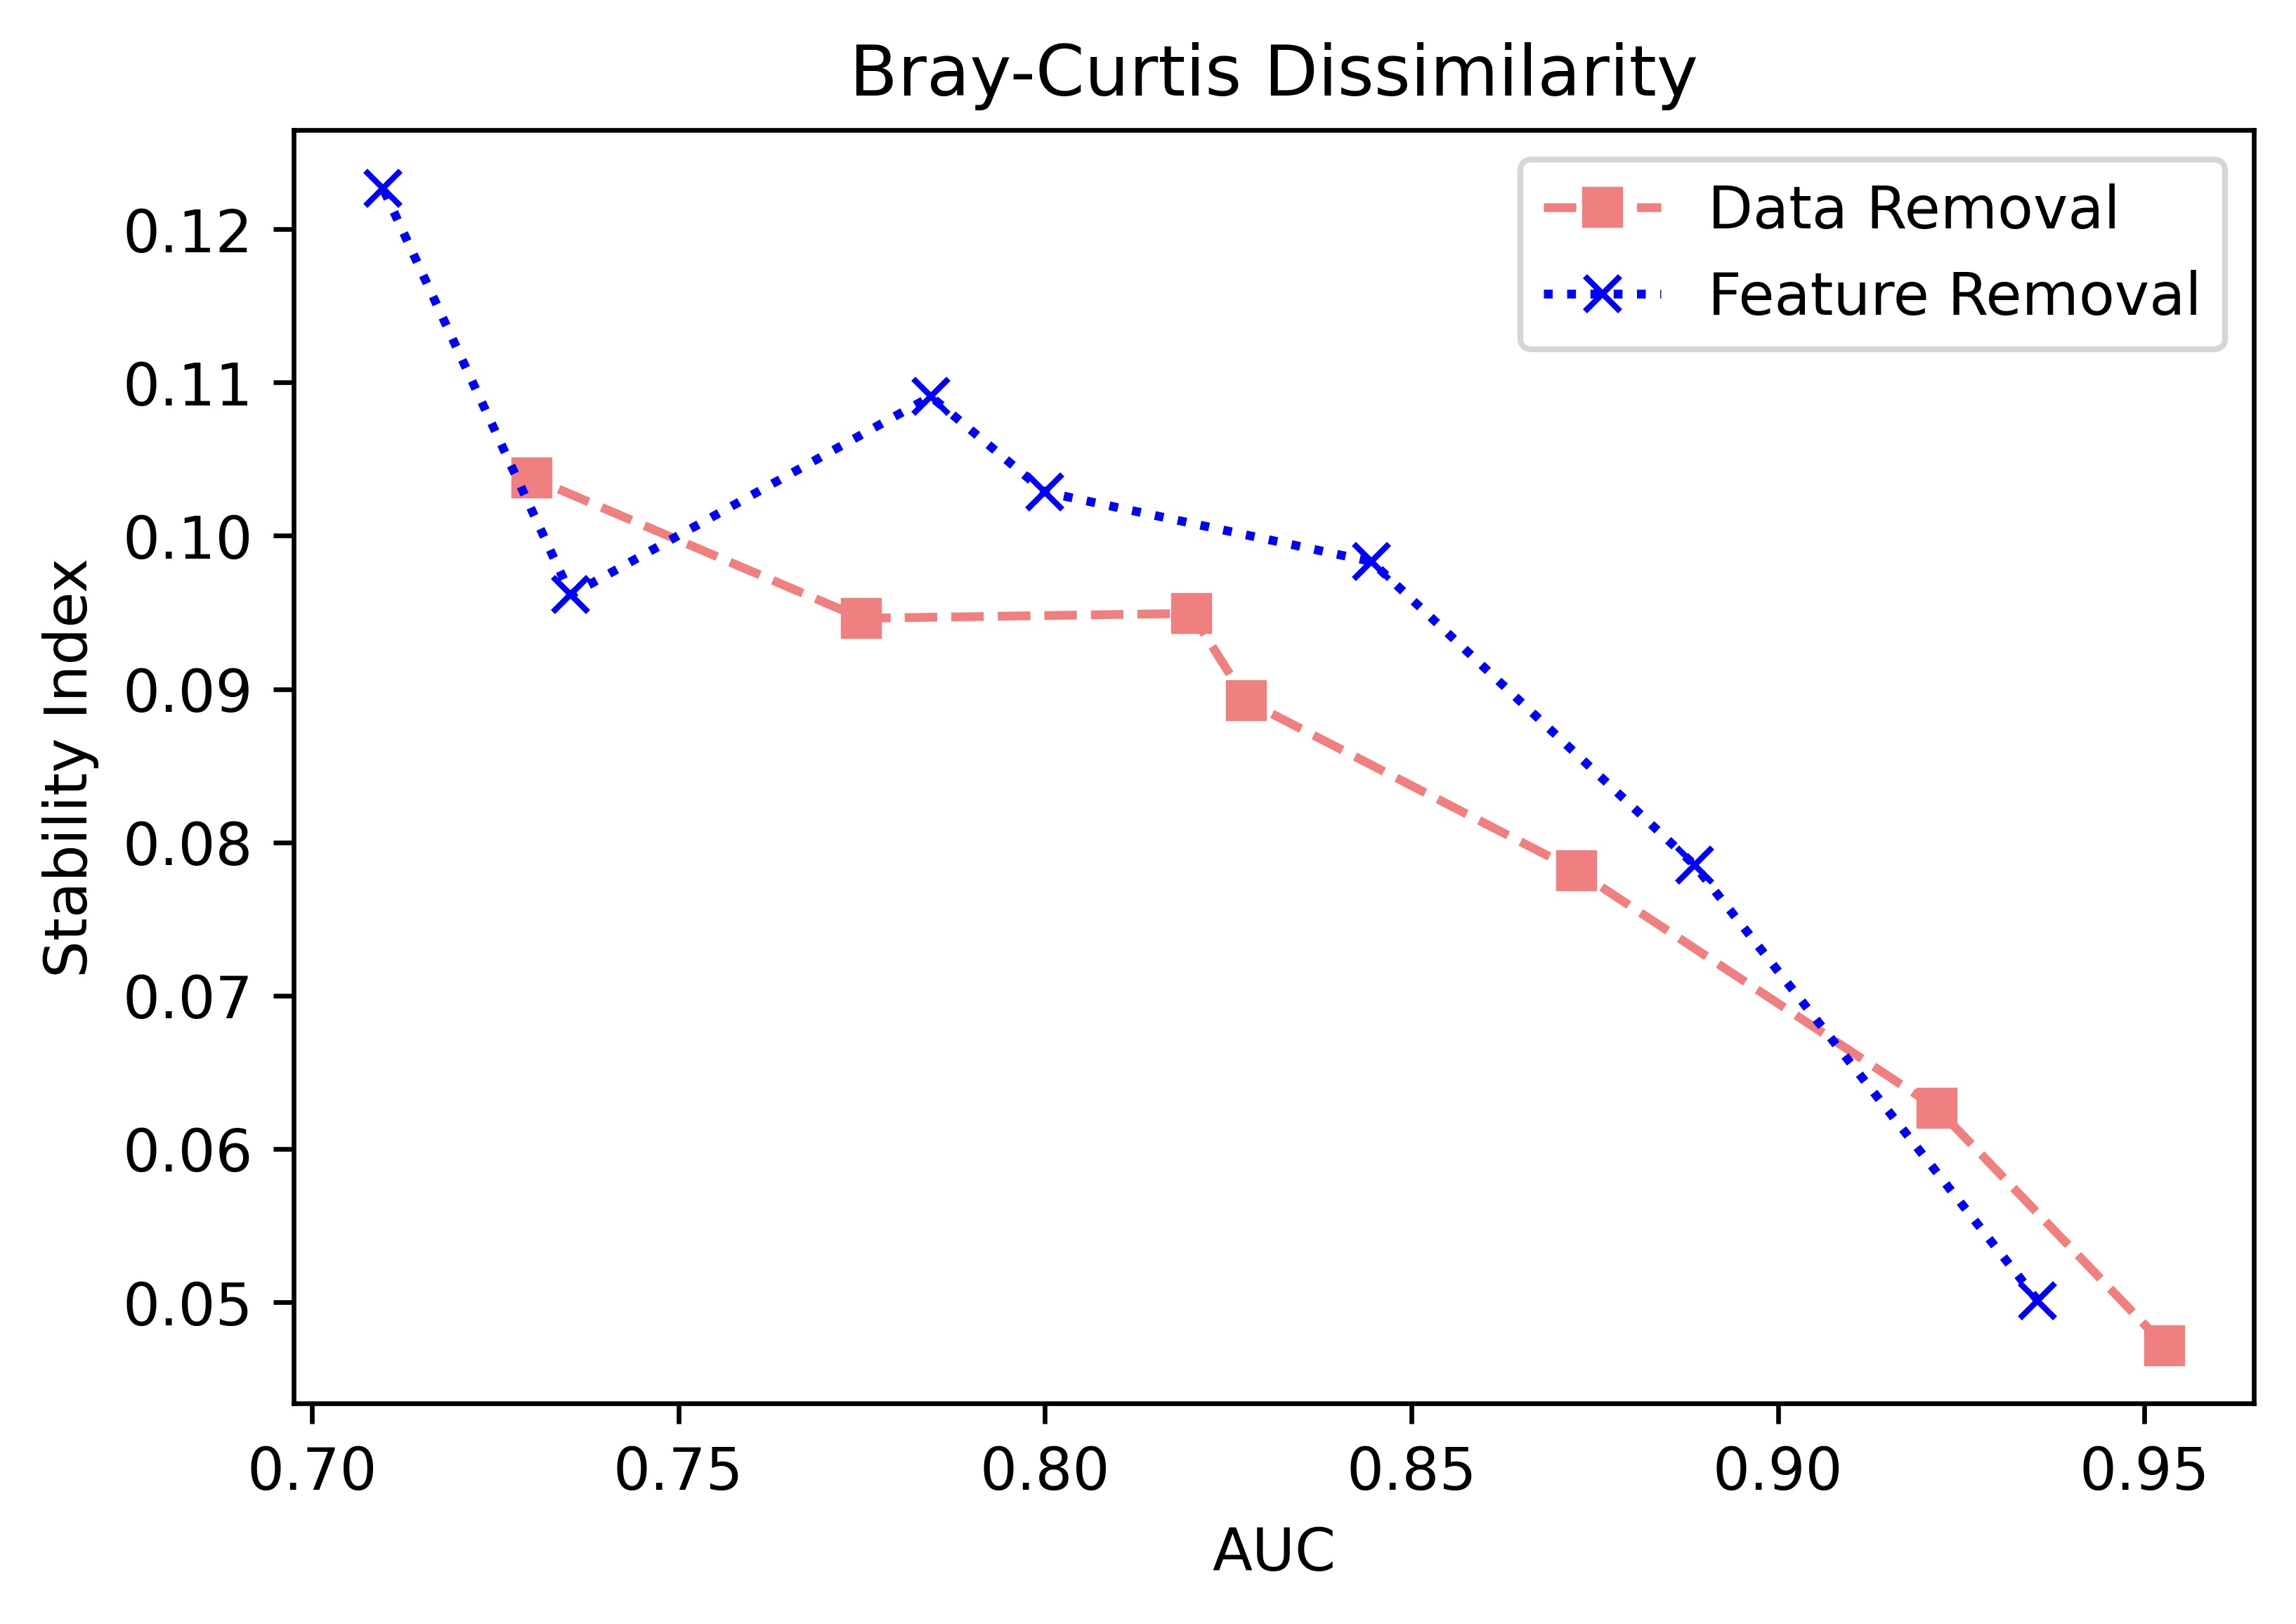 Bray-Curtis Dissimilarity
Data Removal
Feature Removal
0.12
0.11
0.10
0.09
0.08
0.07
0.06
0.05
Stability Index
0.70 0.75 0.80 0.85 0.90 0.95
AUC